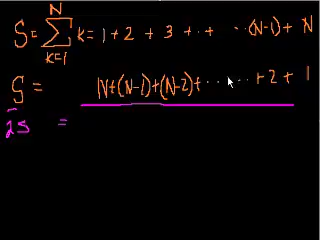 S = N ∑ k=1 k = 1 + 2 + 3 + ·· + ·· (N-1) + N
S = N + (N-1) + (N-2) + ······ + 2 + 1
2S =